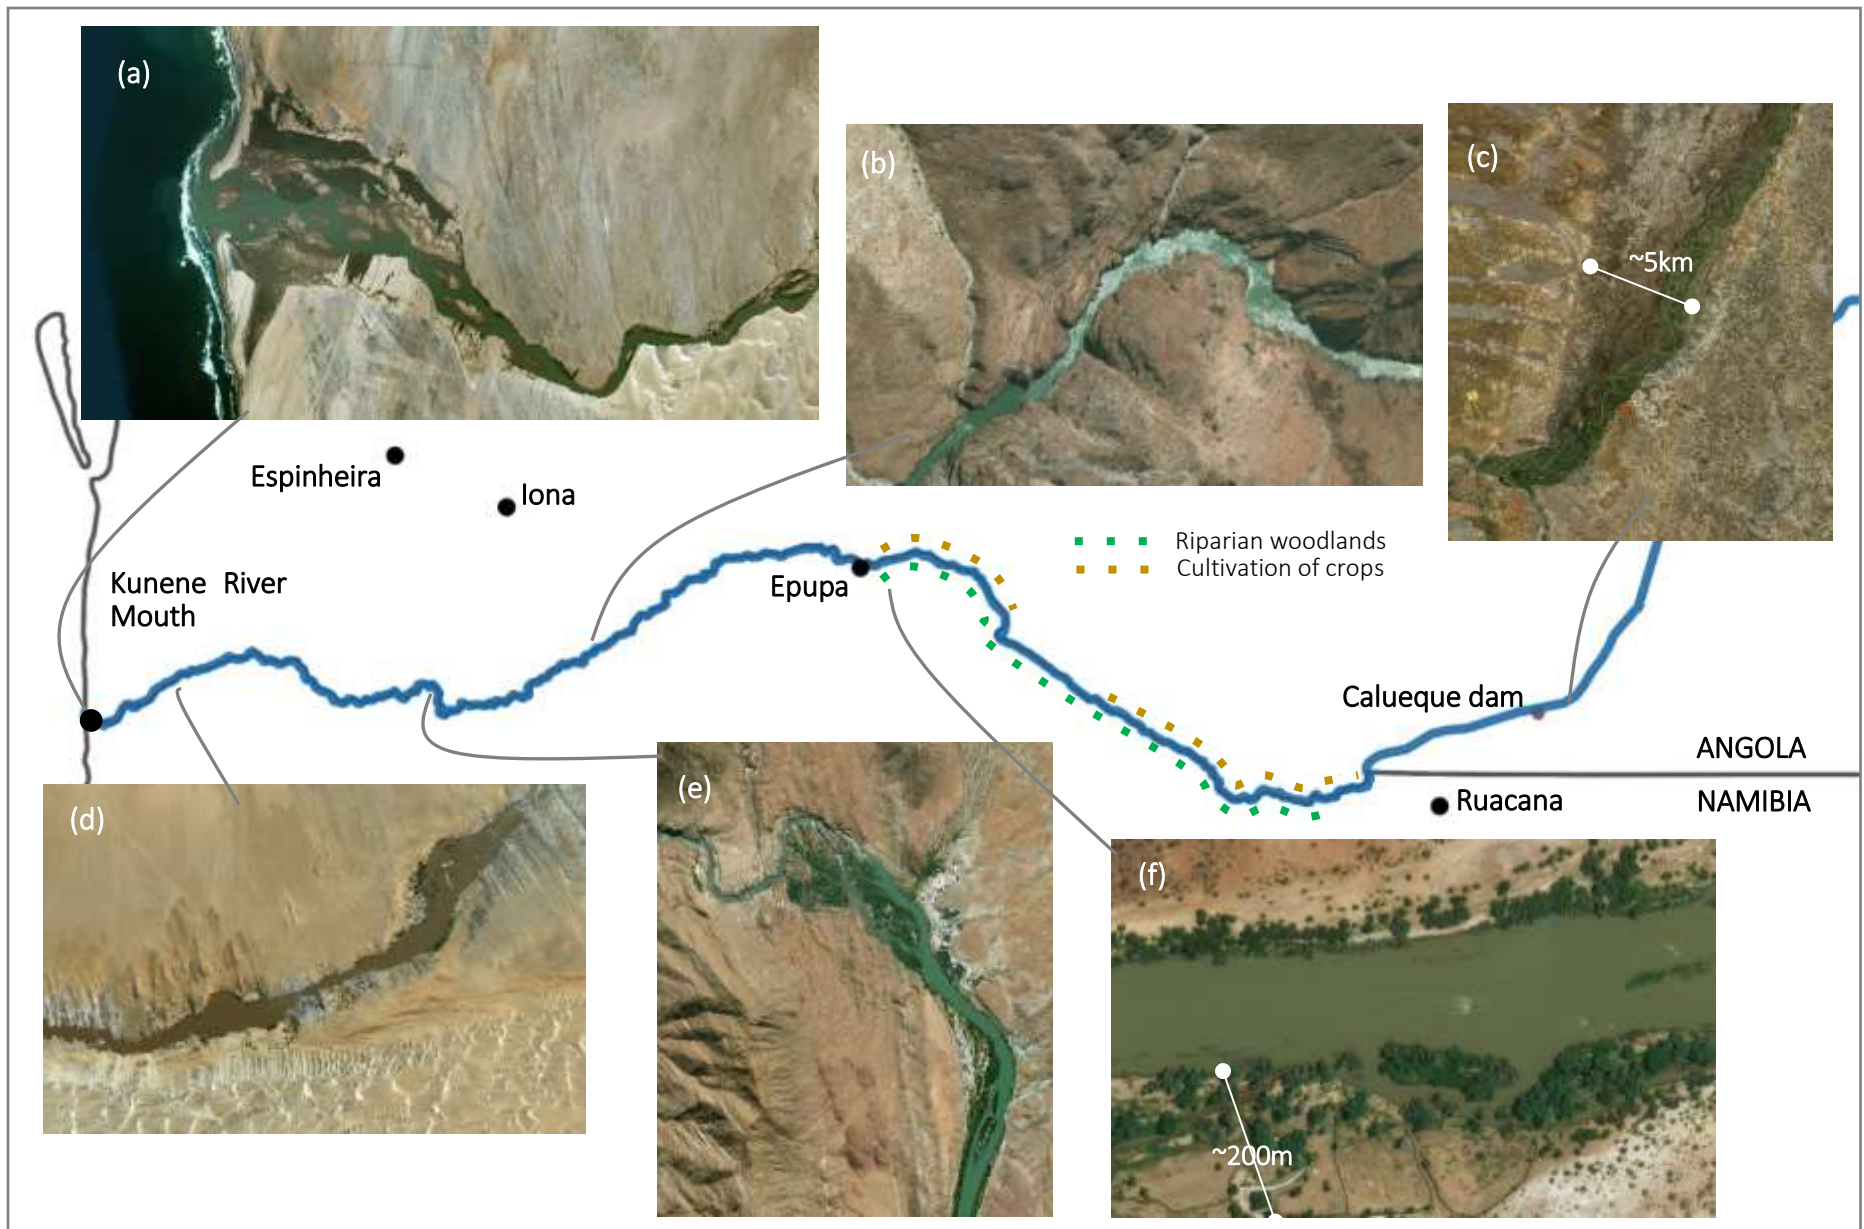 (a)
(b)
(c)
~5km
Espinheira
Iona
Riparian woodlands
Cultivation of crops
Kunene River
Mouth
Epupa
Calueque dam
ANGOLA
(e)
(d)
Ruacana
NAMIBIA
(f)
~200m